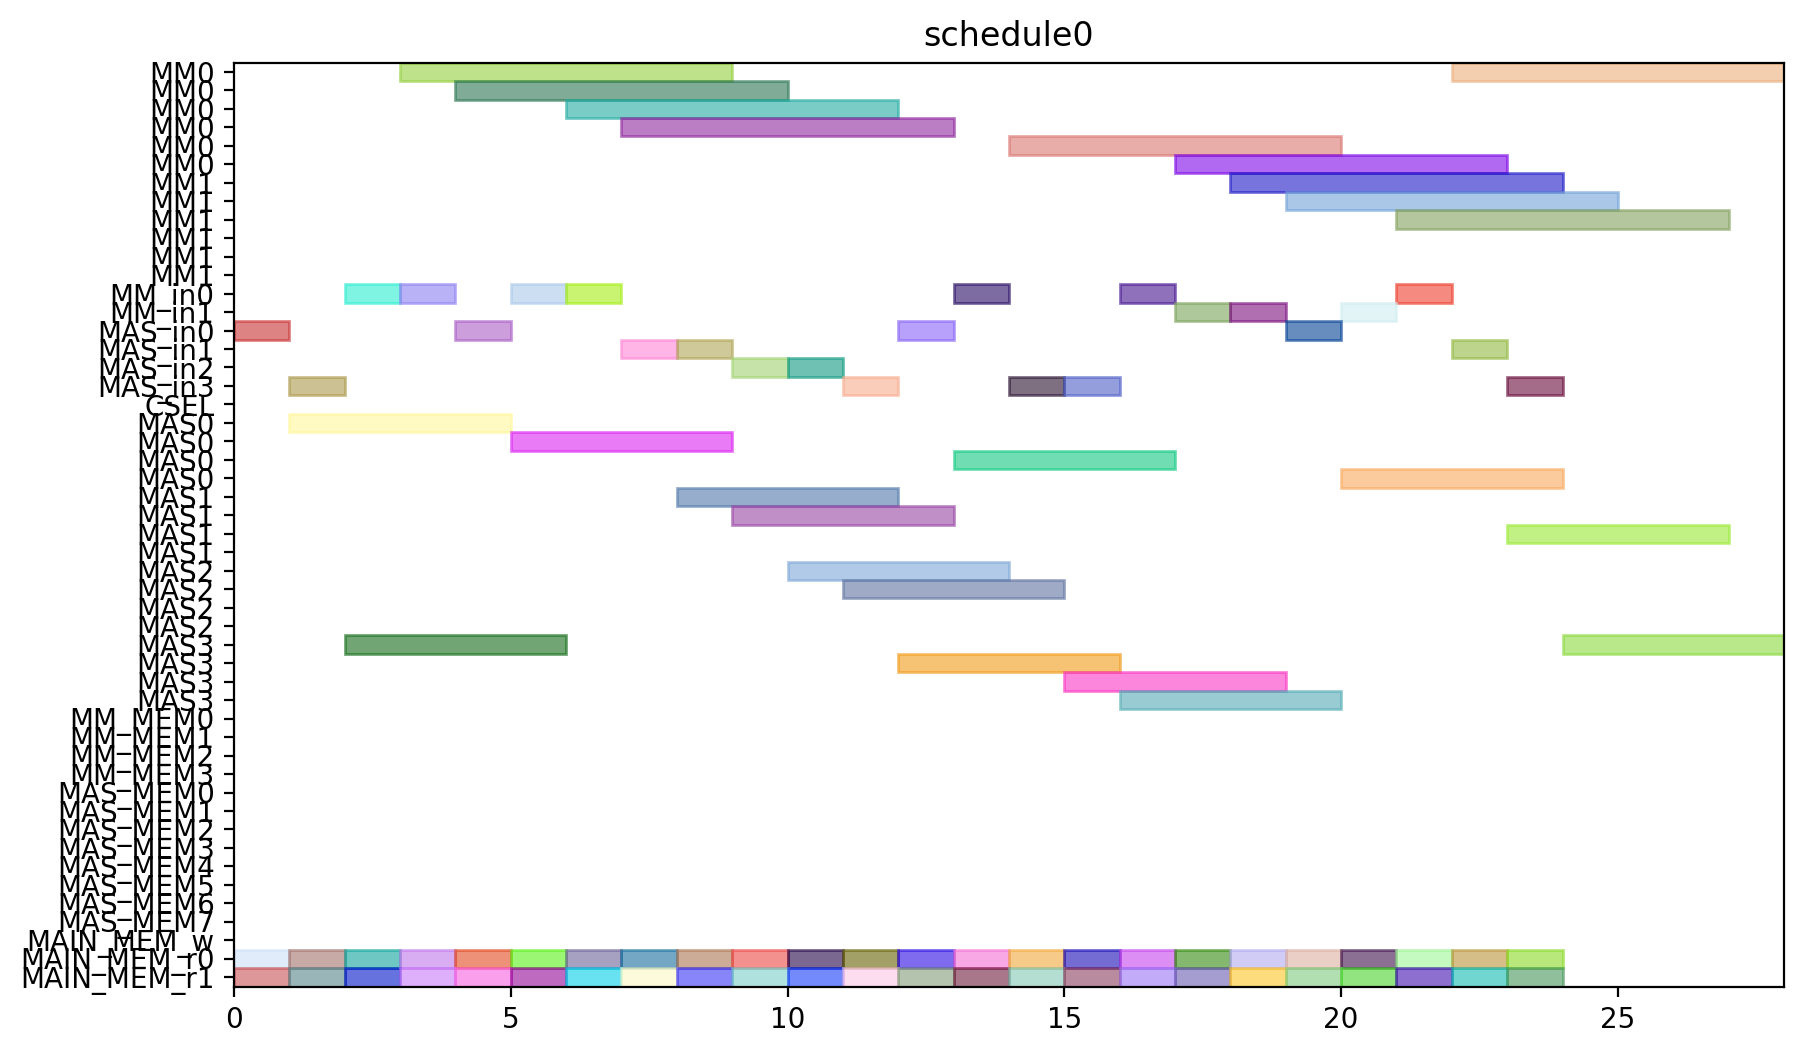 schedule0
MM0
MM0
MM0
MM0
MM0
MM0
MM1
MM1
MM1
MM1
MM1
MM1
MM_in0
MM_in1
MAS_in0
MAS_in1
MAS_in2
MAS_in3
CSEL
MAS0
MAS0
MAS0
MAS0
MAS1
MAS1
MAS1
MAS1
MAS2
MAS2
MAS2
MAS2
MAS3
MAS3
MAS3
MAS3
MM_MEM0
MM_MEM1
MM_MEM2
MM_MEM3
MAS_MEM0
MAS_MEM1
MAS_MEM2
MAS_MEM3
MAS_MEM4
MAS_MEM5
MAS_MEM6
MAS_MEM7
MAIN_MEM_w
MAIN_MEM_r0
MAIN_MEM_r1
0 5 10 15 20 25